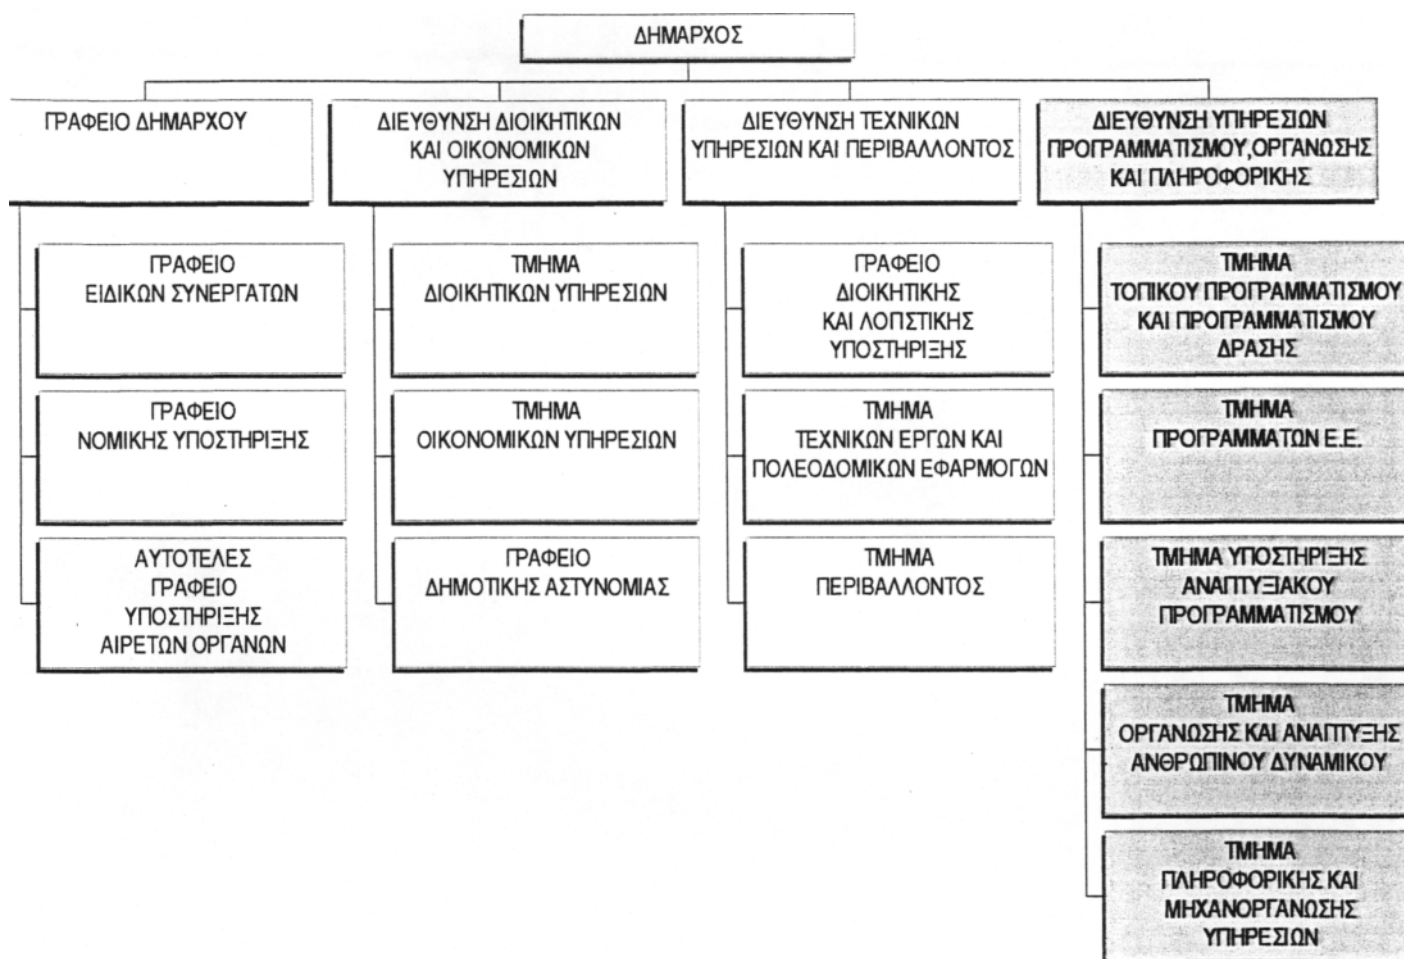 ΔΗΜΑΡΧΟΣ
ΓΡΑΦΕΙΟ ΔΗΜΑΡΧΟΥ
ΔΙΕΥΘΥΝΣΗ ΔΙΟΙΚΗΤΙΚΩΝ
ΚΑΙ ΟΙΚΟΝΟΜΙΚΩΝ
ΥΠΗΡΕΣΙΩΝ
ΔΙΕΥΘΥΝΣΗ ΤΕΧΝΙΚΩΝ
ΥΠΗΡΕΣΙΩΝ ΚΑΙ ΠΕΡΙΒΑΛΛΟΝΤΟΣ
ΔΙΕΥΘΥΝΣΗ ΥΠΗΡΕΣΙΩΝ
ΠΡΟΓΡΑΜΜΑΤΙΣΜΟΥ,ΟΡΓΑΝΩΣΗΣ
ΚΑΙ ΠΛΗΡΟΦΟΡΙΚΗΣ
ΓΡΑΦΕΙΟ
ΕΙΔΙΚΩΝ ΣΥΝΕΡΓΑΤΩΝ
ΓΡΑΦΕΙΟ
ΝΟΜΙΚΗΣ ΥΠΟΣΤΗΡΙΞΗΣ
ΑΥΤΟΤΕΛΕΣ
ΓΡΑΦΕΙΟ
ΥΠΟΣΤΗΡΙΞΗΣ
ΑΙΡΕΤΩΝ ΟΡΓΑΝΩΝ
ΤΜΗΜΑ
ΔΙΟΙΚΗΤΙΚΩΝ ΥΠΗΡΕΣΙΩΝ
ΤΜΗΜΑ
ΟΙΚΟΝΟΜΙΚΩΝ ΥΠΗΡΕΣΙΩΝ
ΓΡΑΦΕΙΟ
ΔΗΜΟΤΙΚΗΣ ΑΣΤΥΝΟΜΙΑΣ
ΓΡΑΦΕΙΟ
ΔΙΟΙΚΗΤΙΚΗΣ
ΚΑΙ ΛΟΓΙΣΤΙΚΗΣ
ΥΠΟΣΤΗΡΙΞΗΣ
ΤΜΗΜΑ
ΤΕΧΝΙΚΩΝ ΕΡΓΩΝ ΚΑΙ
ΠΟΛΕΟΔΟΜΙΚΩΝ ΕΦΑΡΜΟΓΩΝ
ΤΜΗΜΑ
ΠΕΡΙΒΑΛΛΟΝΤΟΣ
ΤΜΗΜΑ
ΤΟΠΙΚΟΥ ΠΡΟΓΡΑΜΜΑΤΙΣΜΟΥ
ΚΑΙ ΠΡΟΓΡΑΜΜΑΤΙΣΜΟΥ
ΔΡΑΣΗΣ
ΤΜΗΜΑ
ΠΡΟΓΡΑΜΜΑΤΩΝ Ε.Ε.
ΤΜΗΜΑ ΥΠΟΣΤΗΡΙΞΗΣ
ΑΝΑΠΤΥΞΙΑΚΟΥ
ΠΡΟΓΡΑΜΜΑΤΙΣΜΟΥ
ΤΜΗΜΑ
ΟΡΓΑΝΩΣΗΣ ΚΑΙ ΑΝΑΠΤΥΞΗΣ
ΑΝΘΡΩΠΙΝΟΥ ΔΥΝΑΜΙΚΟΥ
ΤΜΗΜΑ
ΠΛΗΡΟΦΟΡΙΚΗΣ ΚΑΙ
ΜΗΧΑΝΟΡΓΑΝΩΣΗΣ
ΥΠΗΡΕΣΙΩΝ